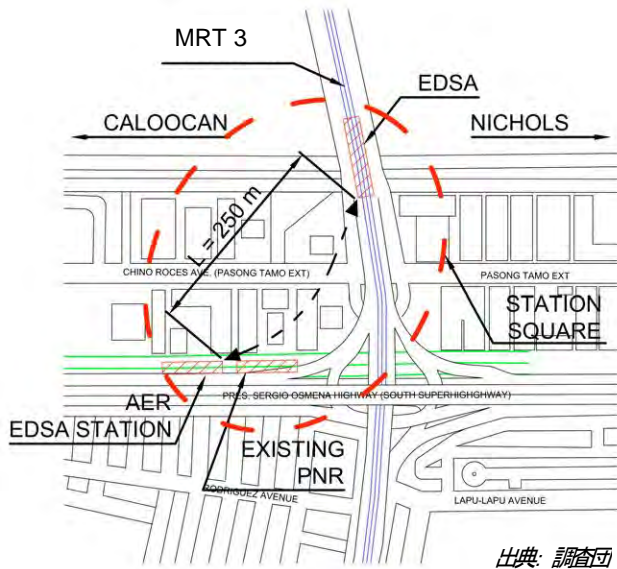 MRT 3
EDSA
CALOOCAN
NICHOLS
L = 250 m
CHINO ROCES AVE. (PASONG TAMO EXT)
PASONG TAMO EXT
STATION
SQUARE
AER
EDSA STATION
PRES. SERGIO OSMENA HIGHWAY (SOUTH SUPERHIGHGHWAY)
EXISTING
PNR
RODRIGUEZ AVENUE
LAPU-LAPU AVENUE
出典: 調査団